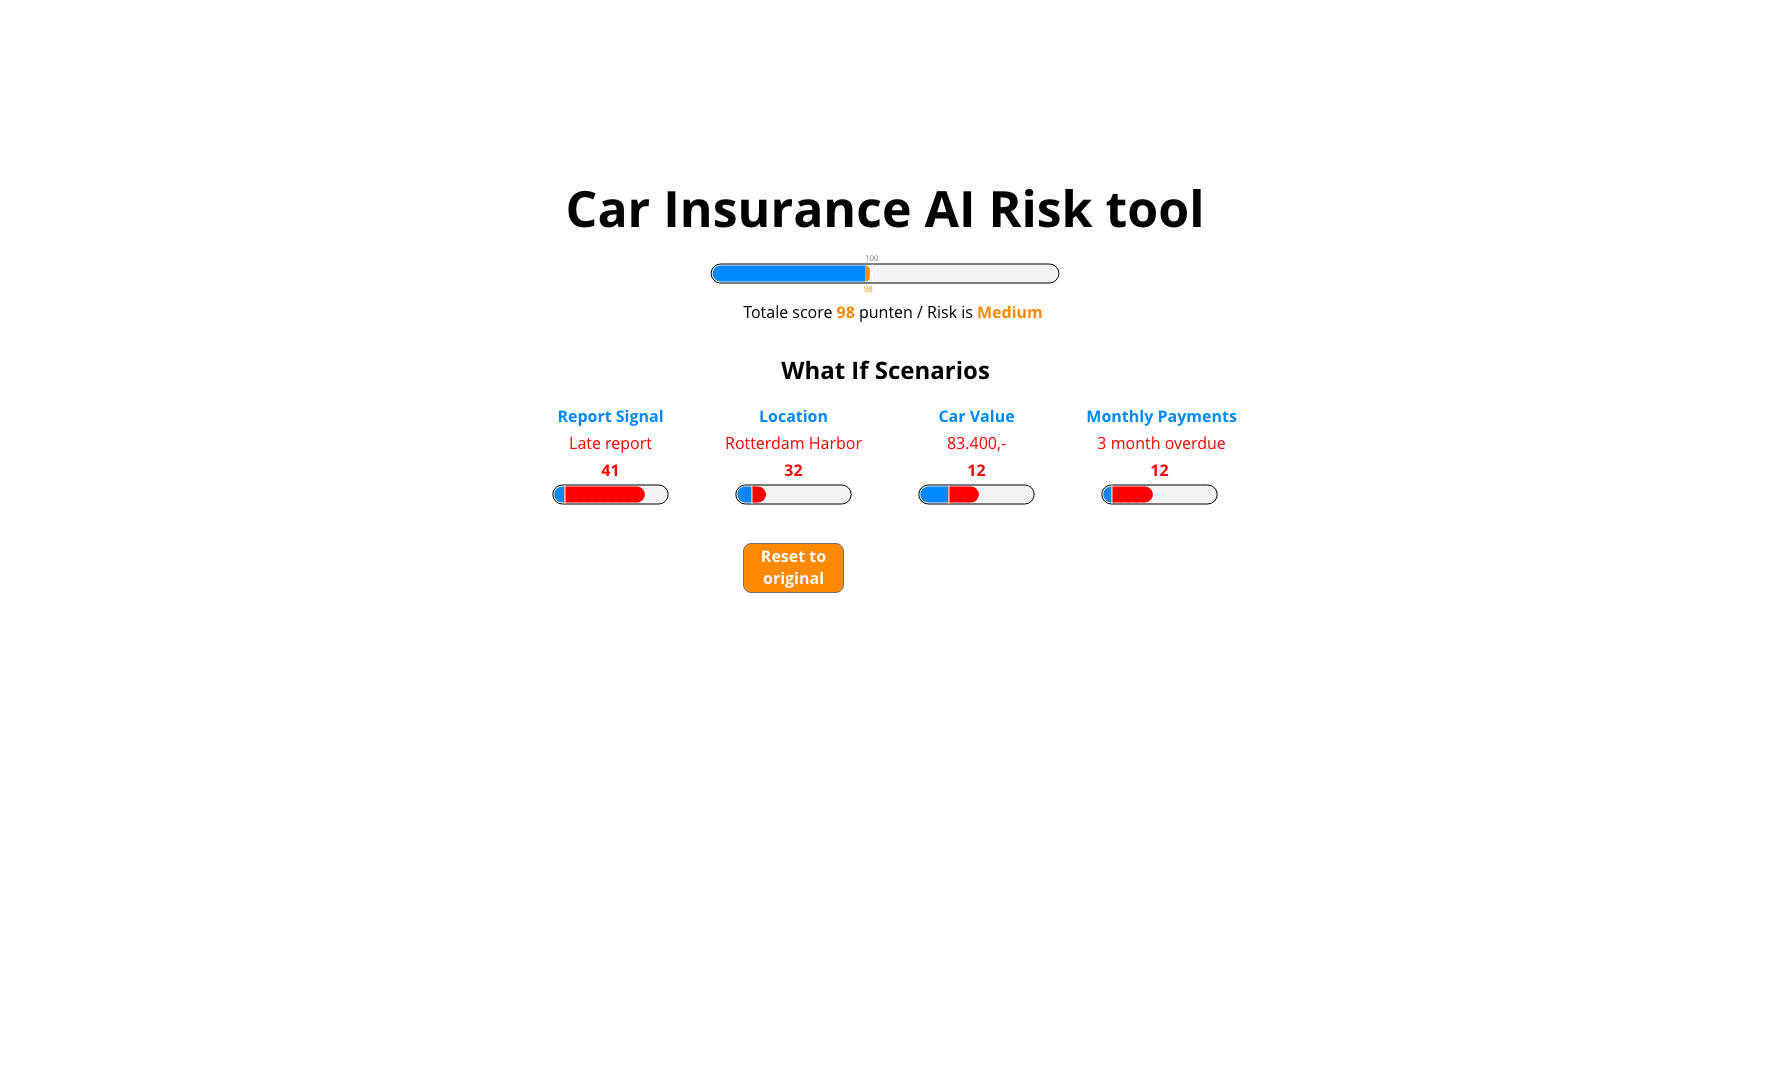 Car Insurance AI Risk tool
100
98
Totale score 98 punten / Risk is Medium
What If Scenarios
Report Signal Location Car Value Monthly Payments
Late report Rotterdam Harbor 83.400,- 3 month overdue
41 32 12 12
Reset to
original